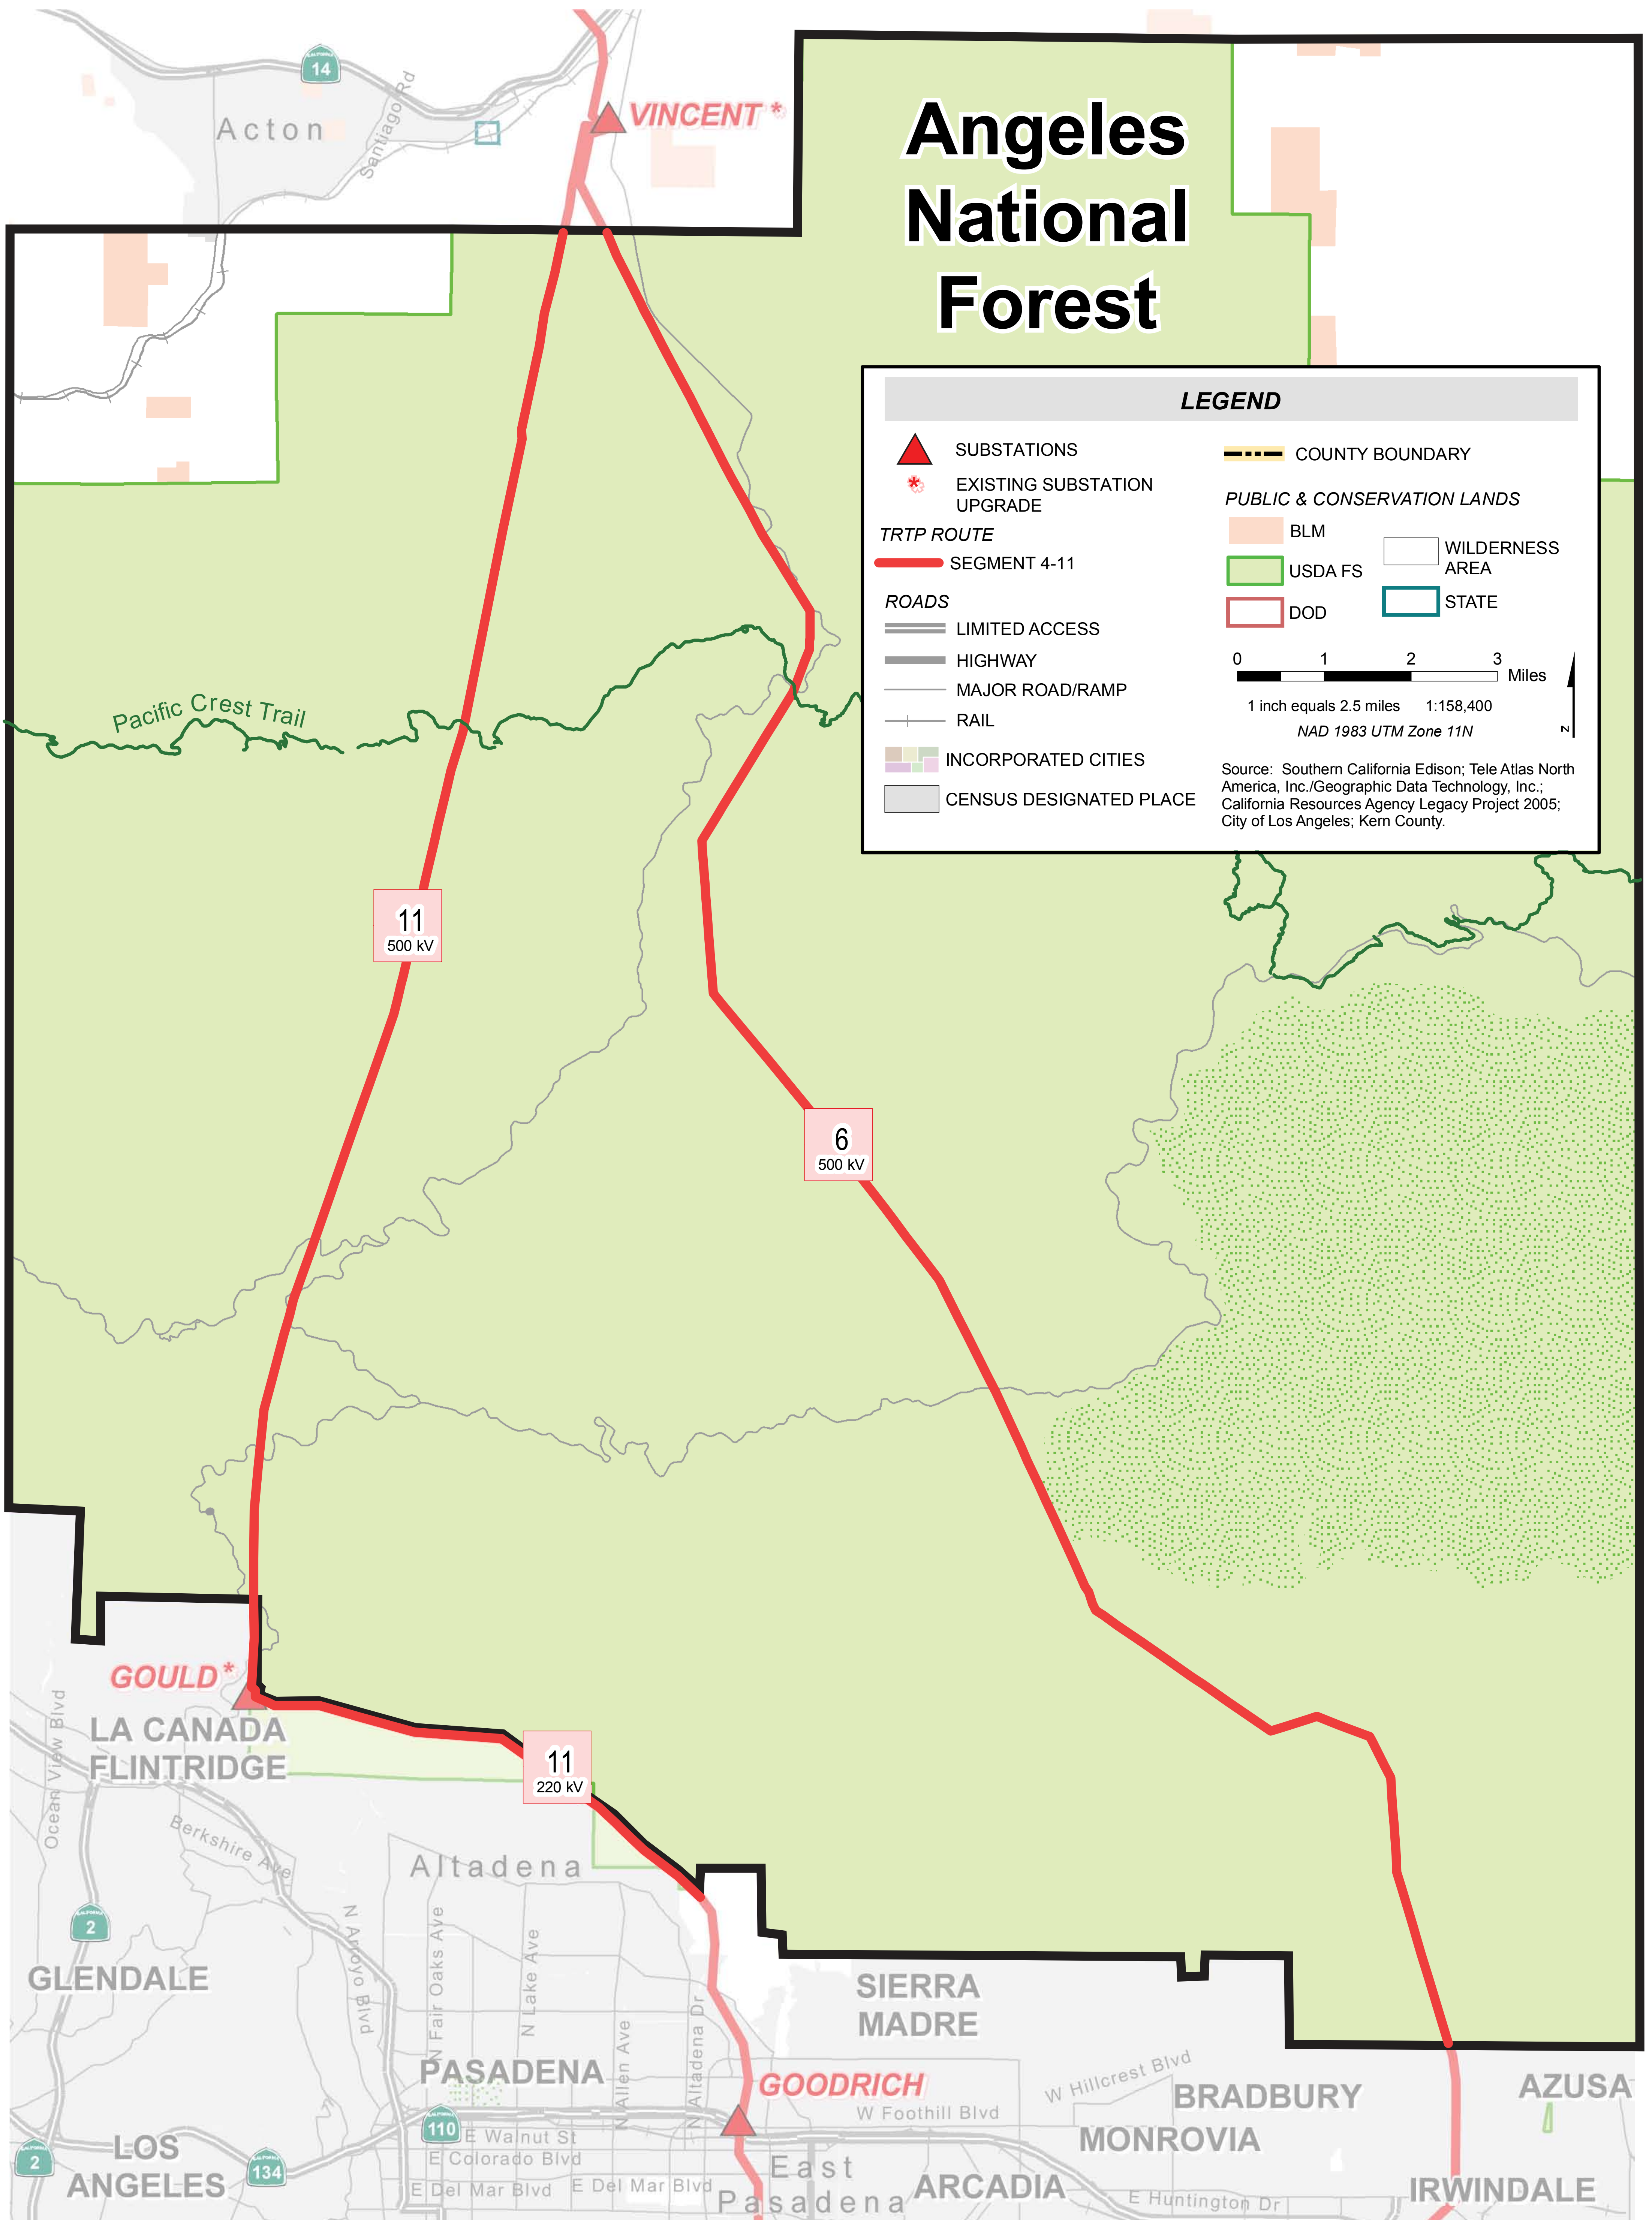 14
Acton
Santiago Rd
VINCENT *
Angeles
National
Forest
LEGEND
SUBSTATIONS
* EXISTING SUBSTATION
UPGRADE
TRTP ROUTE
SEGMENT 4-11
ROADS
LIMITED ACCESS
HIGHWAY
MAJOR ROAD/RAMP
RAIL
INCORPORATED CITIES
CENSUS DESIGNATED PLACE
COUNTY BOUNDARY
PUBLIC & CONSERVATION LANDS
BLM
USDA FS
DOD
WILDERNESS
AREA
STATE
0 1 2 3 Miles
1 inch equals 2.5 miles 1:158,400
NAD 1983 UTM Zone 11N
N
Source: Southern California Edison; Tele Atlas North
America, Inc./Geographic Data Technology, Inc.;
California Resources Agency Legacy Project 2005;
City of Los Angeles; Kern County.
Pacific Crest Trail
11
500 kV
6
500 kV
GOULD *
LA CANADA
FLINTRIDGE
Ocean View Blvd
11
220 kV
Berkshire Ave
Altadena
2
GLENDALE
N Arroyo Blvd
N Fair Oaks Ave
N Lake Ave
N Allen Ave
N Altadena Dr
SIERRA
MADRE
PASADENA
GOODRICH
W Hillcrest Blvd
BRADBURY
AZUSA
W Foothill Blvd
MONROVIA
110
E Walnut St
E Colorado Blvd
2
LOS
ANGELES
134
E Del Mar Blvd
E Del Mar Blvd
East
Pasadena
ARCADIA
E Huntington Dr
IRWINDALE